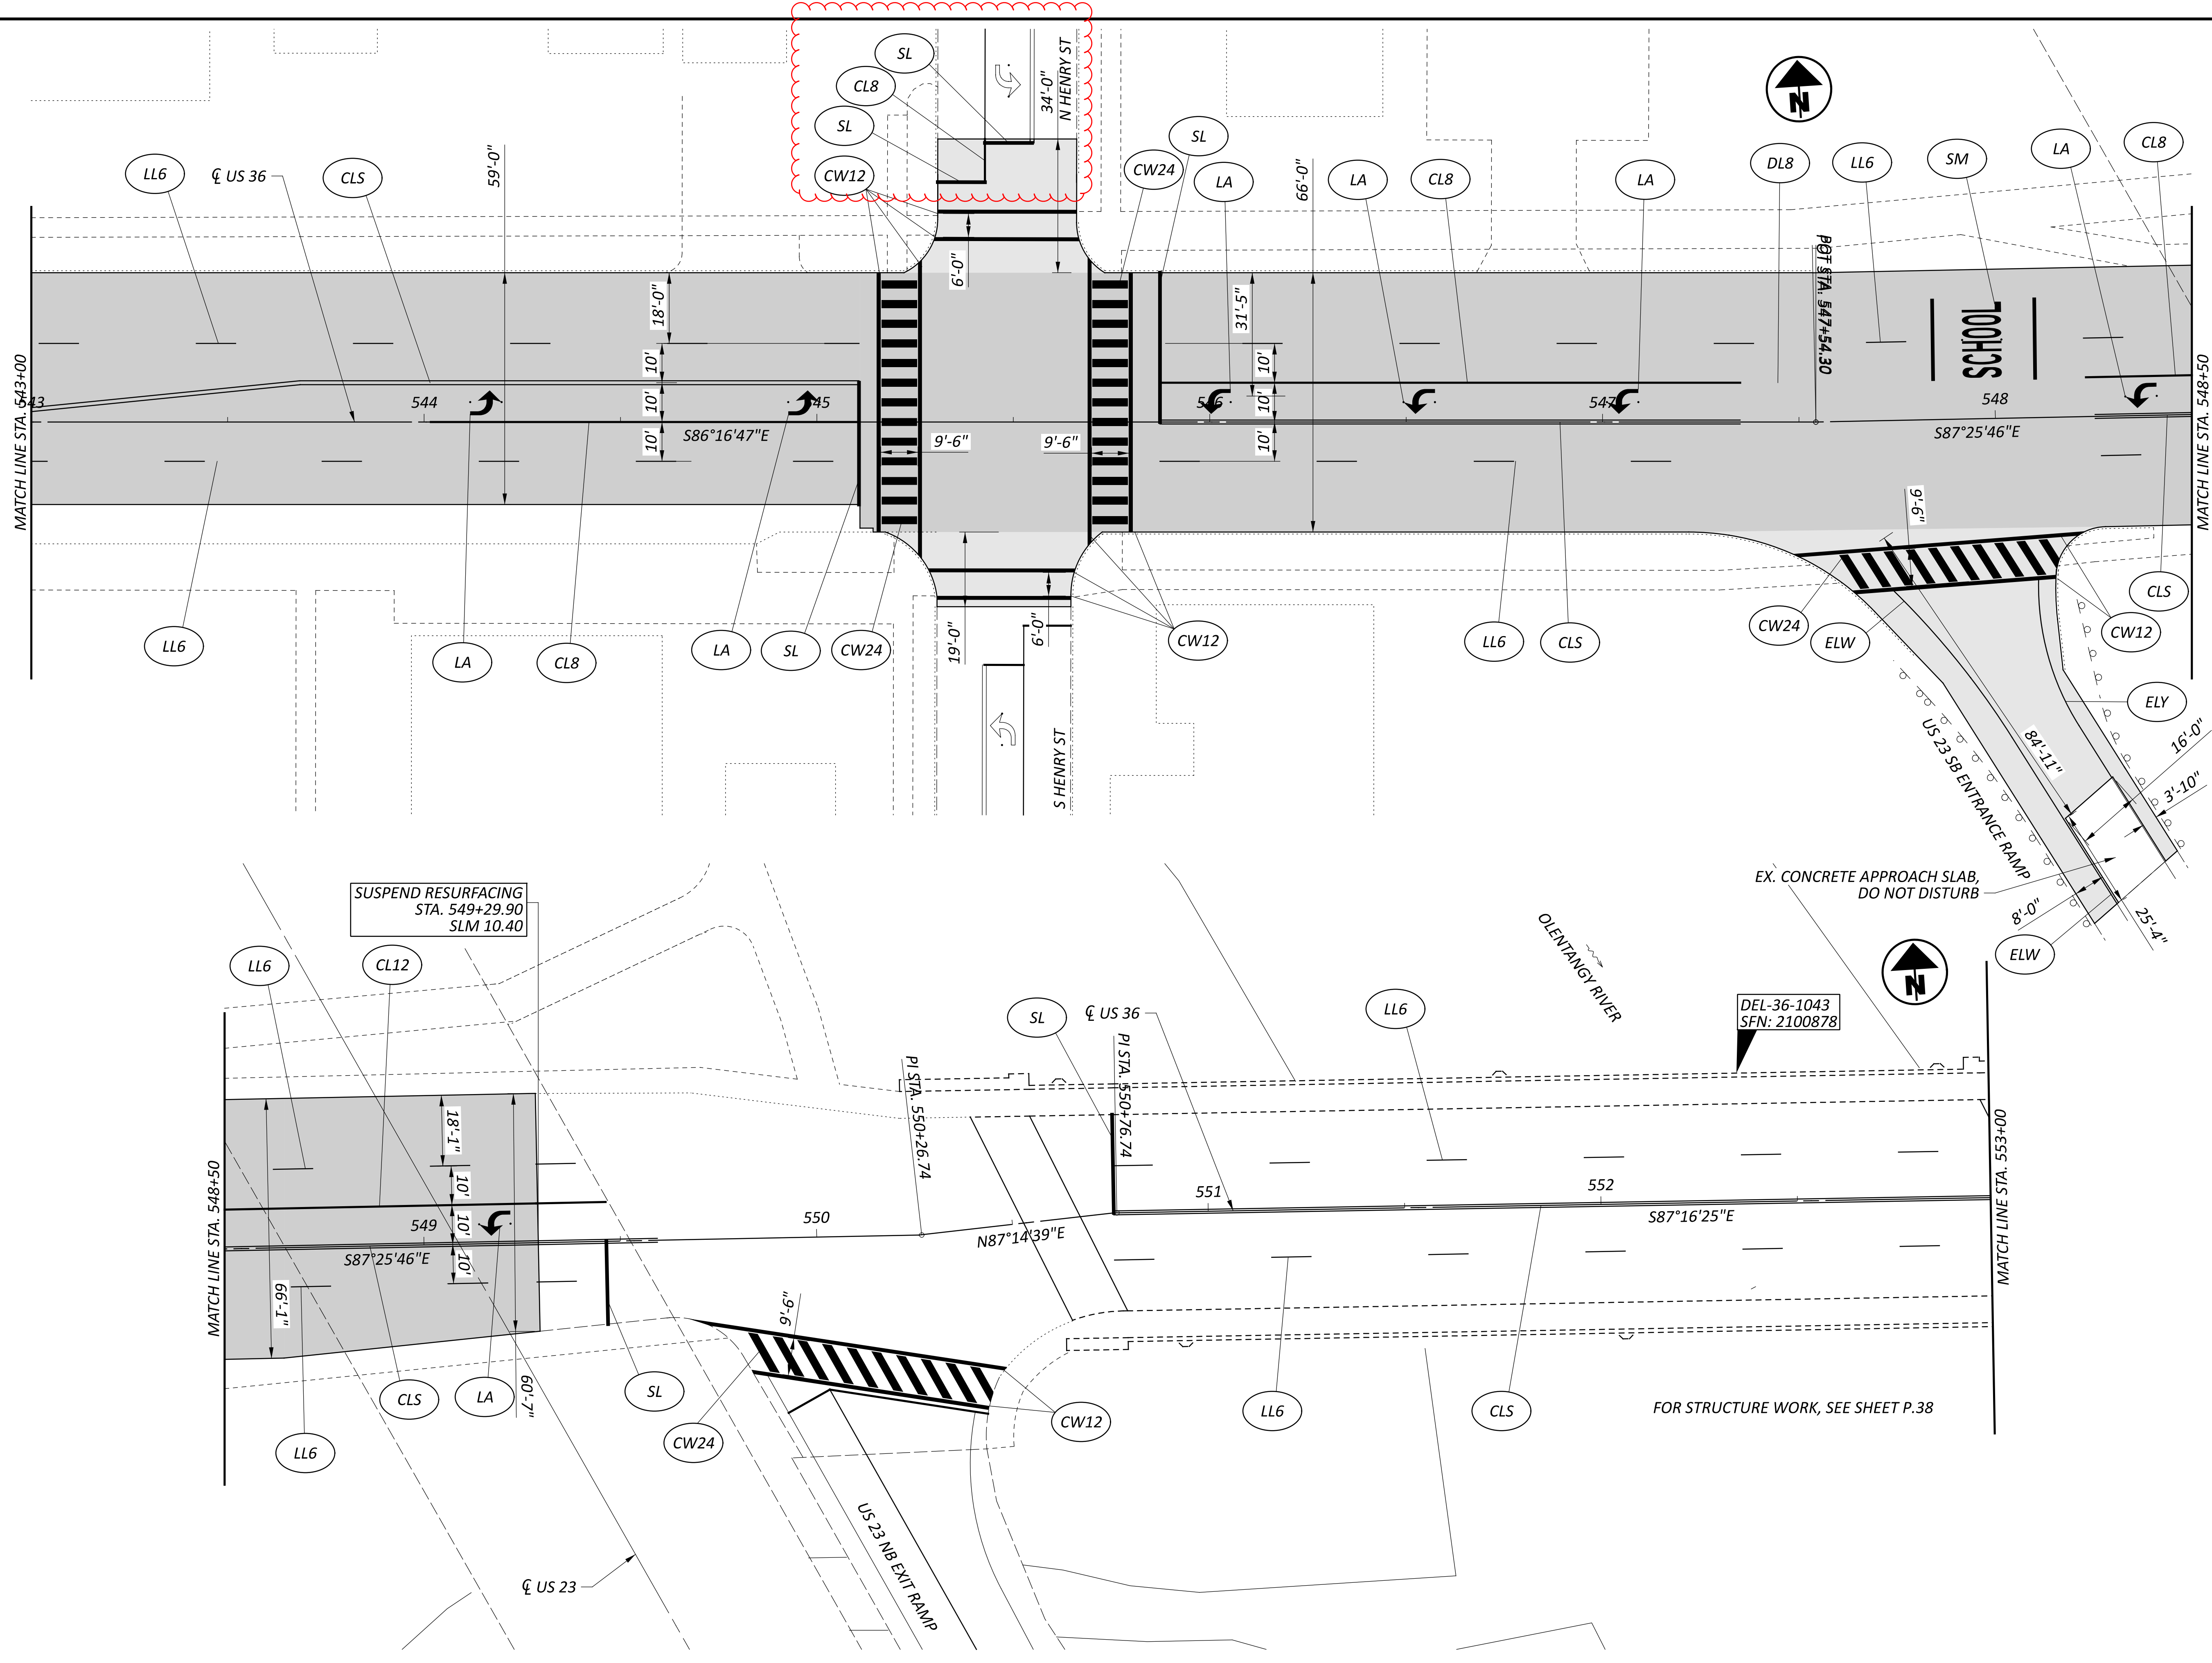 SL
CL8
SL
CW12
34'-0"
N HENRY ST
N
LL6
℄ US 36
CLS
59'-0"
CW24
SL
LA
66'-0"
LA
CL8
LA
DL8
LL6
SM
LA
CL8
6'-0"
18'-0"
31'-5"
POT STA. 547+54.30
SCHOOL
10'
10'
10'
10'
10'
10'
MATCH LINE STA. 543+00
543
544
545
546
547
548
S86°16'47"E
9'-6"
9'-6"
S87°25'46"E
MATCH LINE STA. 548+50
9'-6"
LL6
LA
CL8
LA
SL
CW24
19'-0"
6'-0"
CW12
LL6
CLS
CW24
ELW
CLS
CW12
ELY
S HENRY ST
US 23 SB ENTRANCE RAMP
84'-11"
16'-0"
3'-10"
EX. CONCRETE APPROACH SLAB,
DO NOT DISTURB
8'-0"
25'-4"
ELW
SUSPEND RESURFACING
STA. 549+29.90
SLM 10.40
LL6
CL12
OLENTANGY RIVER
N
SL
℄ US 36
LL6
DEL-36-1043
SFN: 2100878
PI STA. 550+26.74
PI STA. 550+76.74
MATCH LINE STA. 548+50
18'-1"
10'
10'
10'
549
550
551
552
S87°25'46"E
N87°14'39"E
S87°16'25"E
MATCH LINE STA. 553+00
66'-1"
60'-7"
9'-6"
CLS
LA
SL
LL6
CW24
CW12
LL6
CLS
FOR STRUCTURE WORK, SEE SHEET P.38
US 23 NB EXIT RAMP
℄ US 23